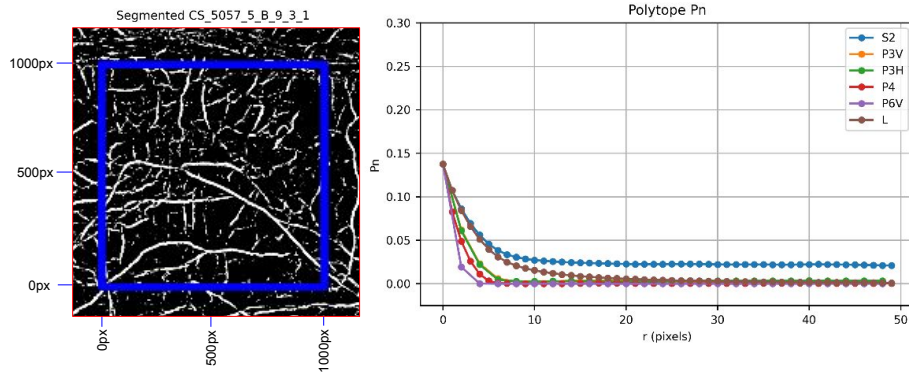 Segmented CS_5057_5_B_9_3_1
1000px
500px
0px
0px
500px
1000px
Polytope Pn
0.30
0.25
0.20
0.15
0.10
0.05
0.00
Pn
0
10
20
30
40
50
r (pixels)
S2
P3V
P3H
P4
P6V
L